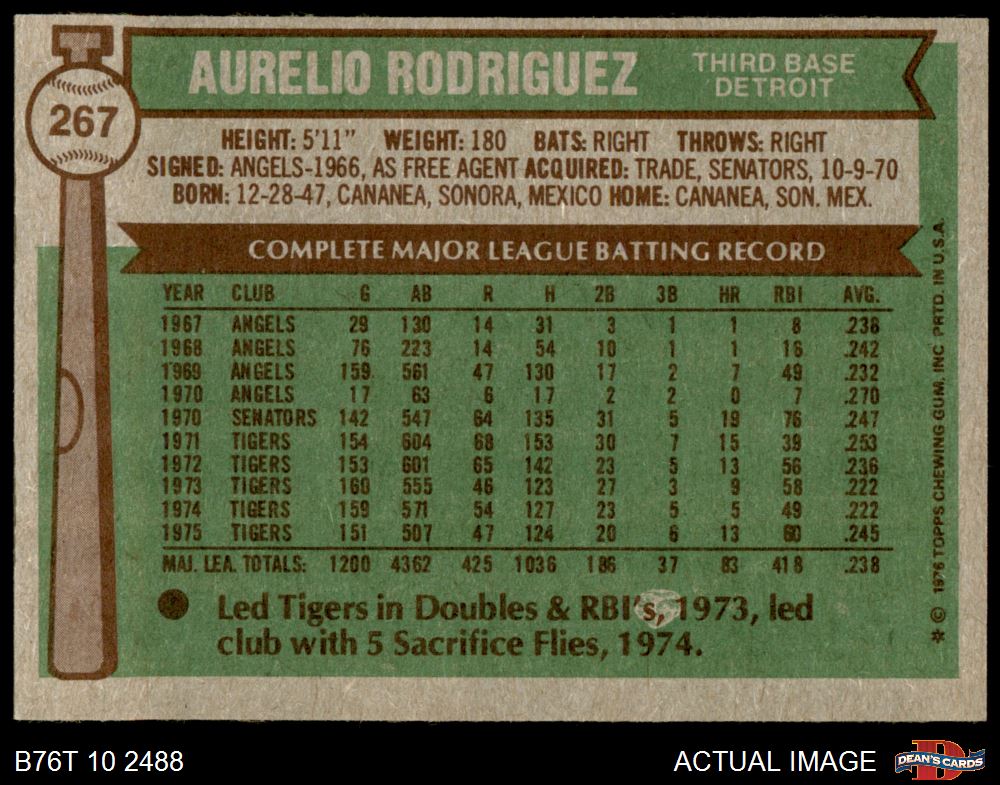 267
AURELIO RODRIGUEZ
THIRD BASE
DETROIT
HEIGHT: 5'11" WEIGHT: 180 BATS: RIGHT THROWS: RIGHT
SIGNED: ANGELS-1966, AS FREE AGENT ACQUIRED: TRADE, SENATORS, 10-9-70
BORN: 12-28-47, CANANEA, SONORA, MEXICO HOME: CANANEA, SON. MEX.
COMPLETE MAJOR LEAGUE BATTING RECORD
YEAR CLUB G AB R H 2B 3B HR RBI AVG.
1967 ANGELS 29 130 14 31 3 1 1 8 .238
1968 ANGELS 76 223 14 54 10 1 1 16 .242
1969 ANGELS 159 561 47 130 17 2 7 49 .232
1970 ANGELS 17 63 6 17 2 2 0 7 .270
1970 SENATORS 142 547 64 135 31 5 19 76 .247
1971 TIGERS 154 604 68 153 30 7 15 39 .253
1972 TIGERS 153 601 65 142 23 5 13 56 .236
1973 TIGERS 160 555 46 123 27 3 9 58 .222
1974 TIGERS 159 571 54 127 23 5 5 49 .222
1975 TIGERS 151 507 47 124 20 6 13 60 .245
MAJ. LEA. TOTALS: 1200 4362 425 1036 186 37 83 418 .238
Led Tigers in Doubles & RBI's, 1973, led
club with 5 Sacrifice Flies, 1974.
* © 1976 TOPPS CHEWING GUM, INC PRTD. IN U.S.A.
B76T 10 2488
ACTUAL IMAGE
D
DEAN'S CARDS